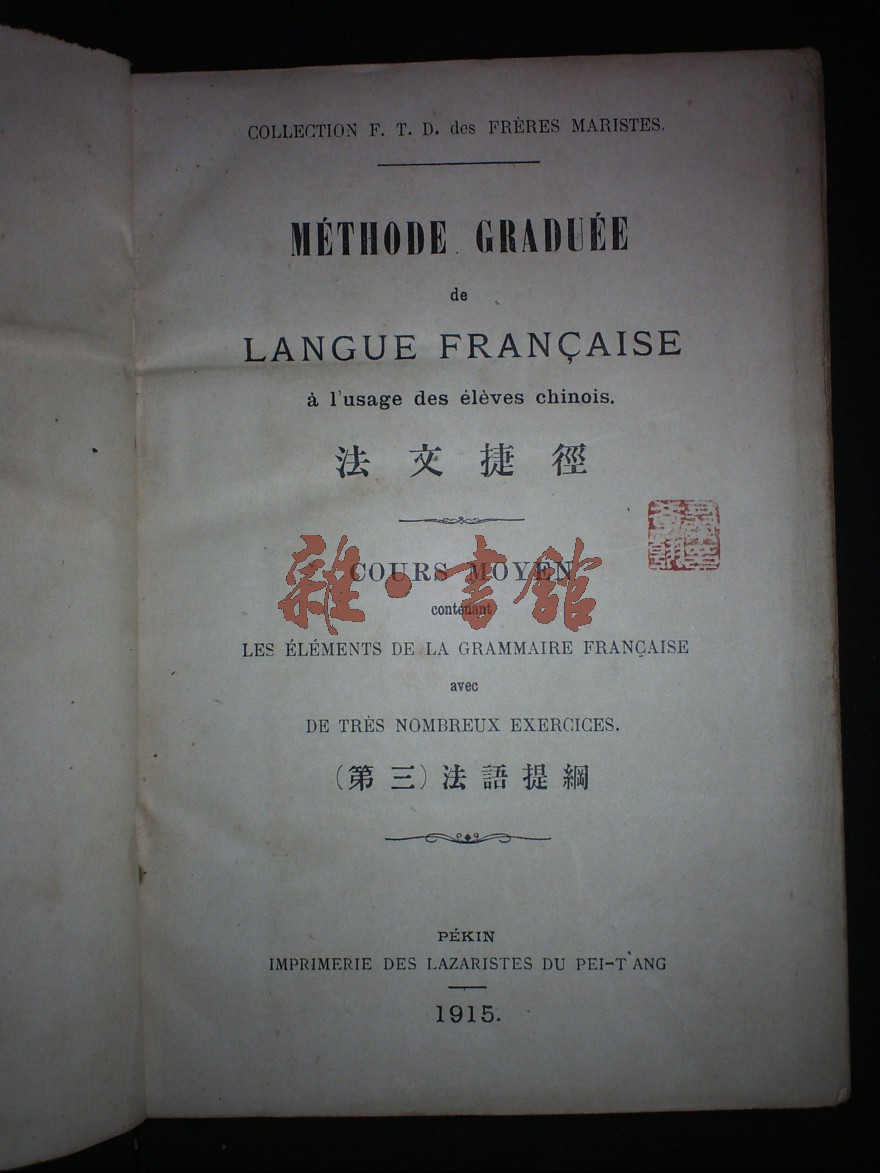 COLLECTION F. T. D. des FRÈRES MARISTES.
MÉTHODE GRADUÉE
de
LANGUE FRANÇAISE
à l'usage des élèves chinois.
法文捷徑
COURS MOYEN
雜·書館
contenant
LES ÉLÉMENTS DE LA GRAMMAIRE FRANÇAISE
avec
DE TRÈS NOMBREUX EXERCICES.
(第三)法語提綱
PÉKIN
IMPRIMERIE DES LAZARISTES DU PEI-T'ANG
1915.